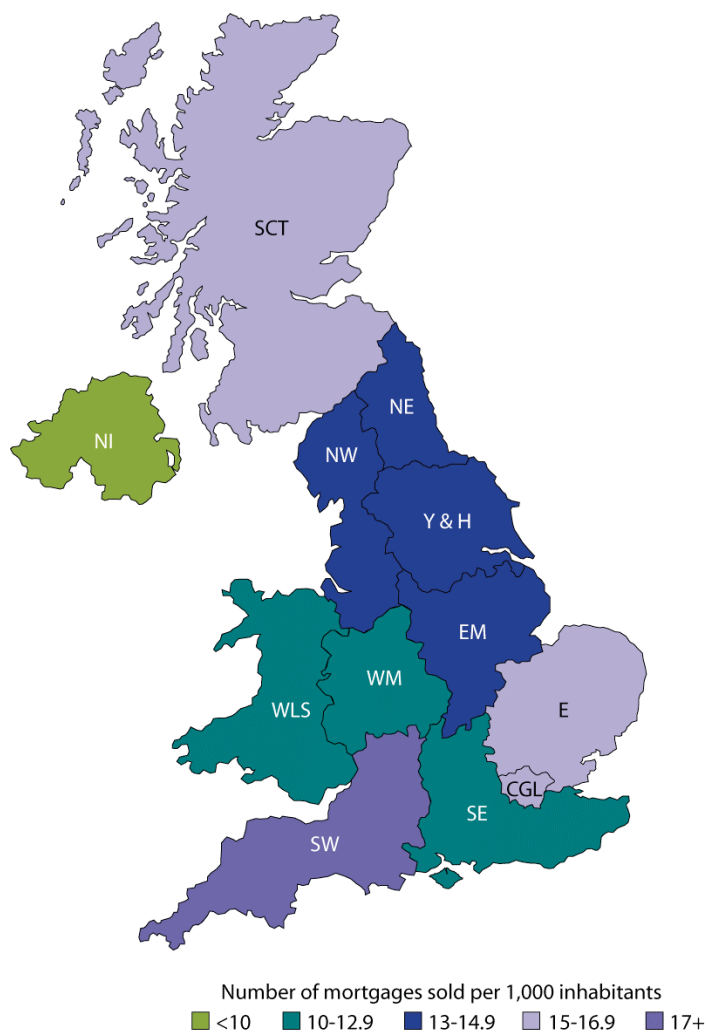 SCT
NI
NE
NW
Y & H
EM
WM
WLS
E
CGL
SE
SW
Number of mortgages sold per 1,000 inhabitants
<10 10-12.9 13-14.9 15-16.9 17+